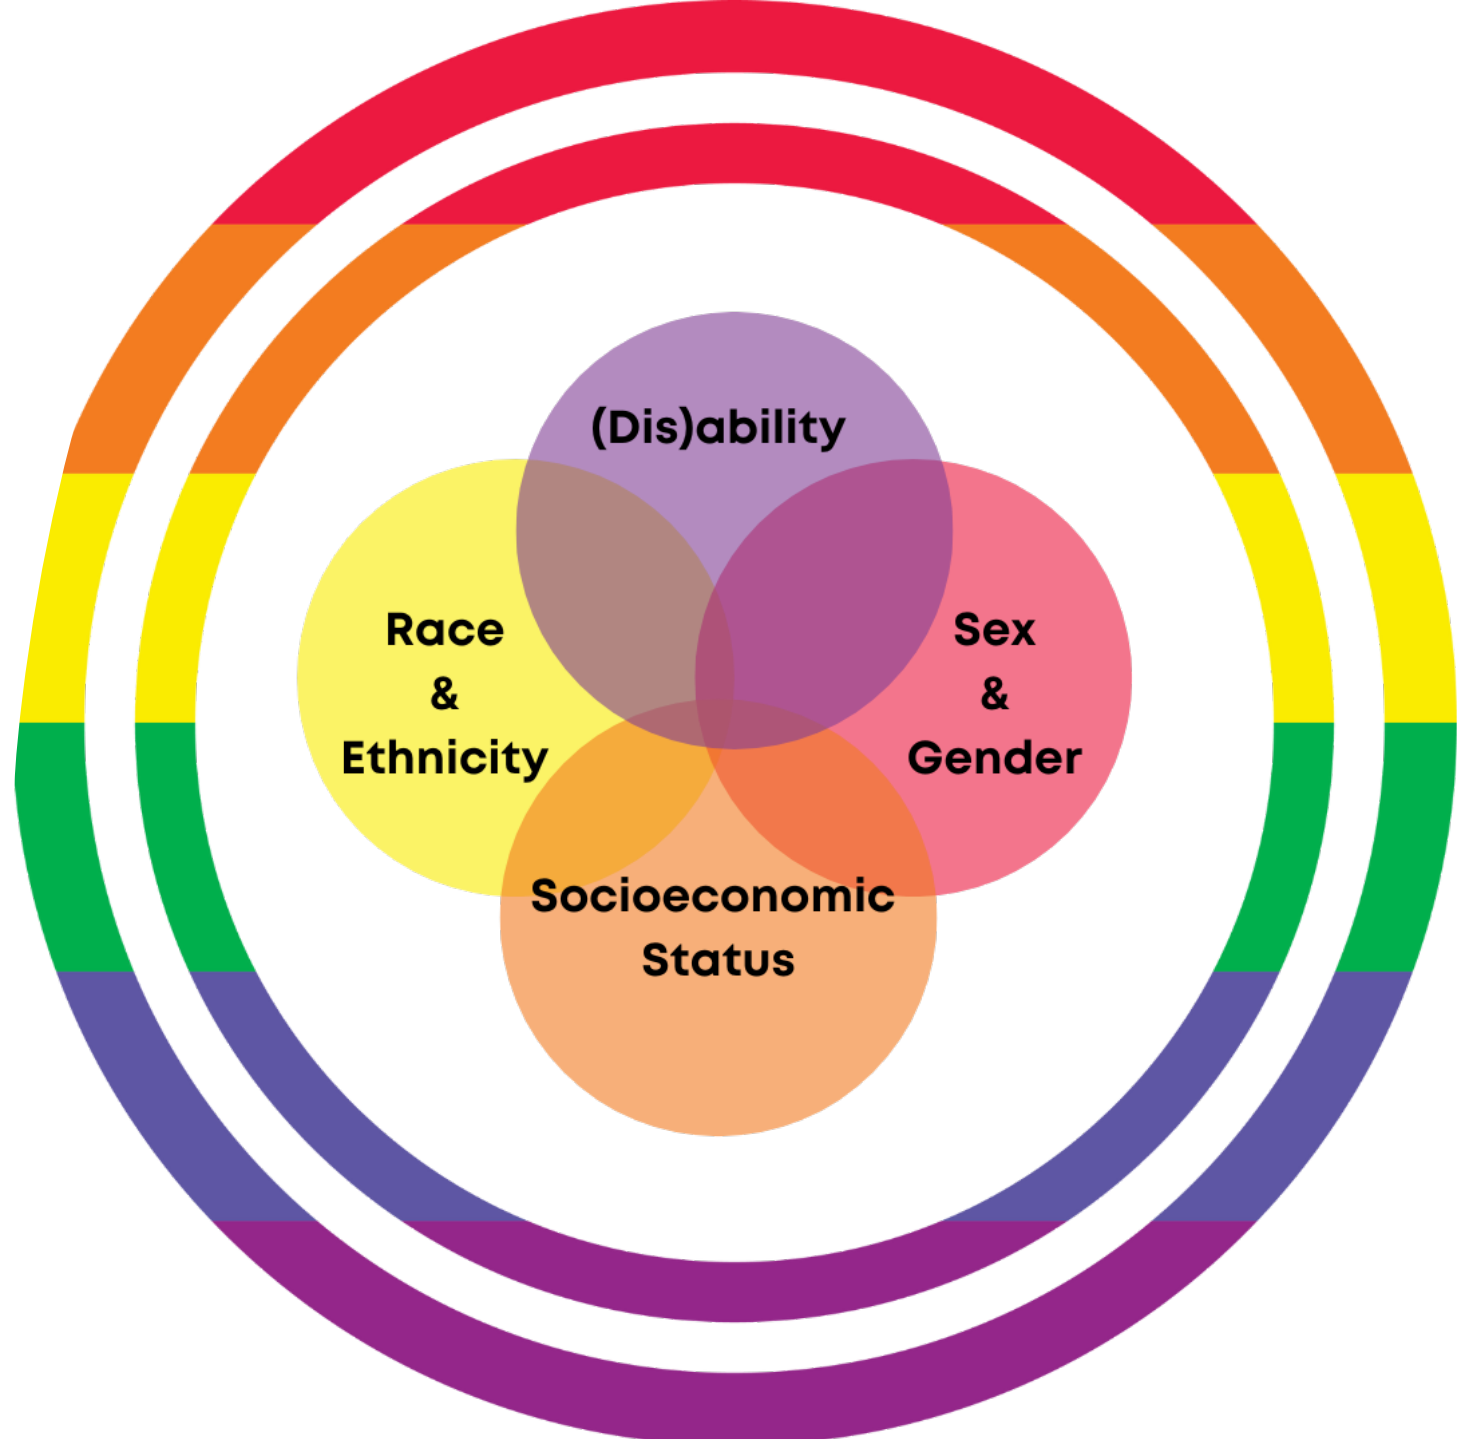 (Dis)ability
Race
&
Ethnicity
Sex
&
Gender
Socioeconomic
Status